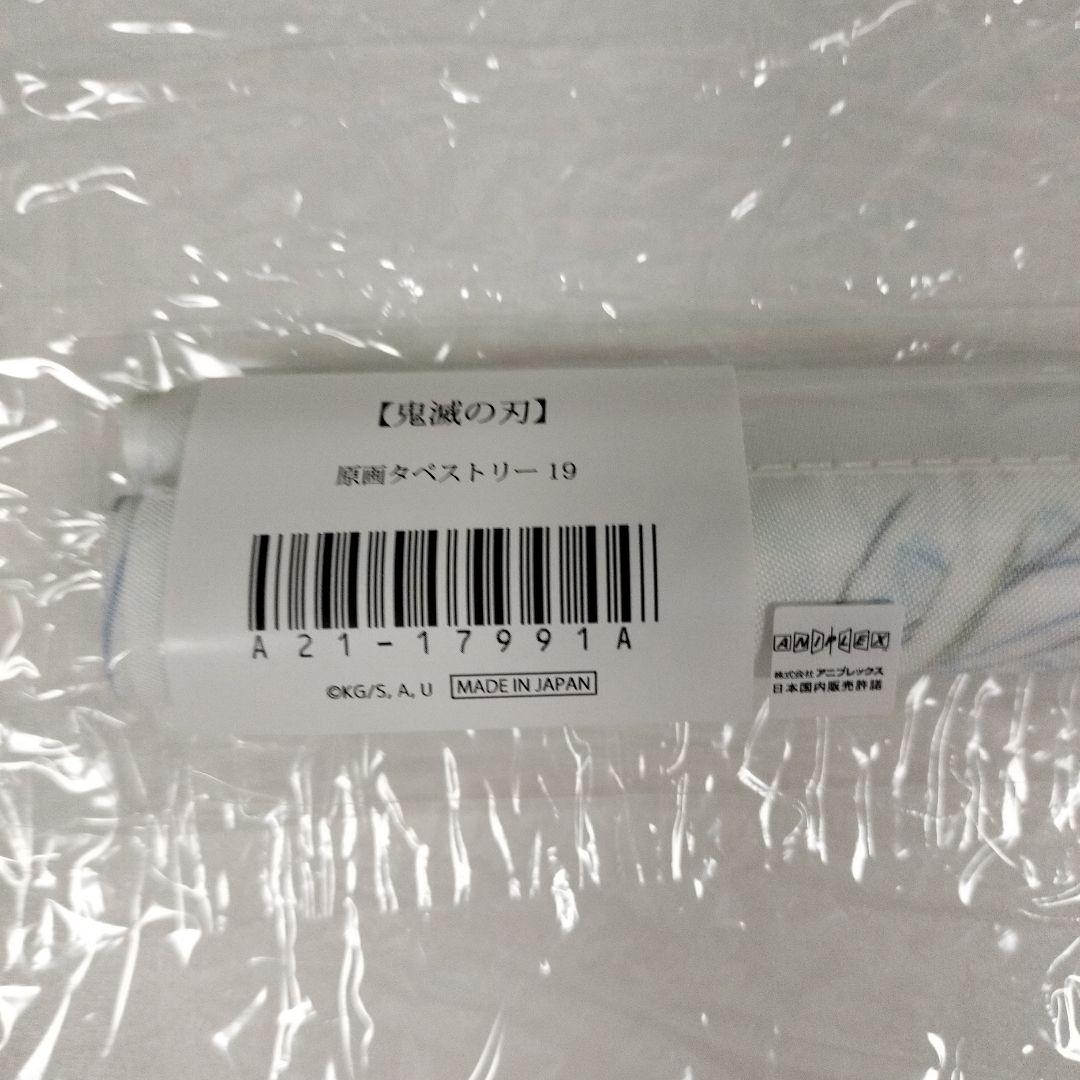 【鬼滅の刃】
原画タペストリー 19
A21-17991A
©KG/S, A, U MADE IN JAPAN
ANIPLEX
株式会社 アニプレックス
日本国内販売許諾